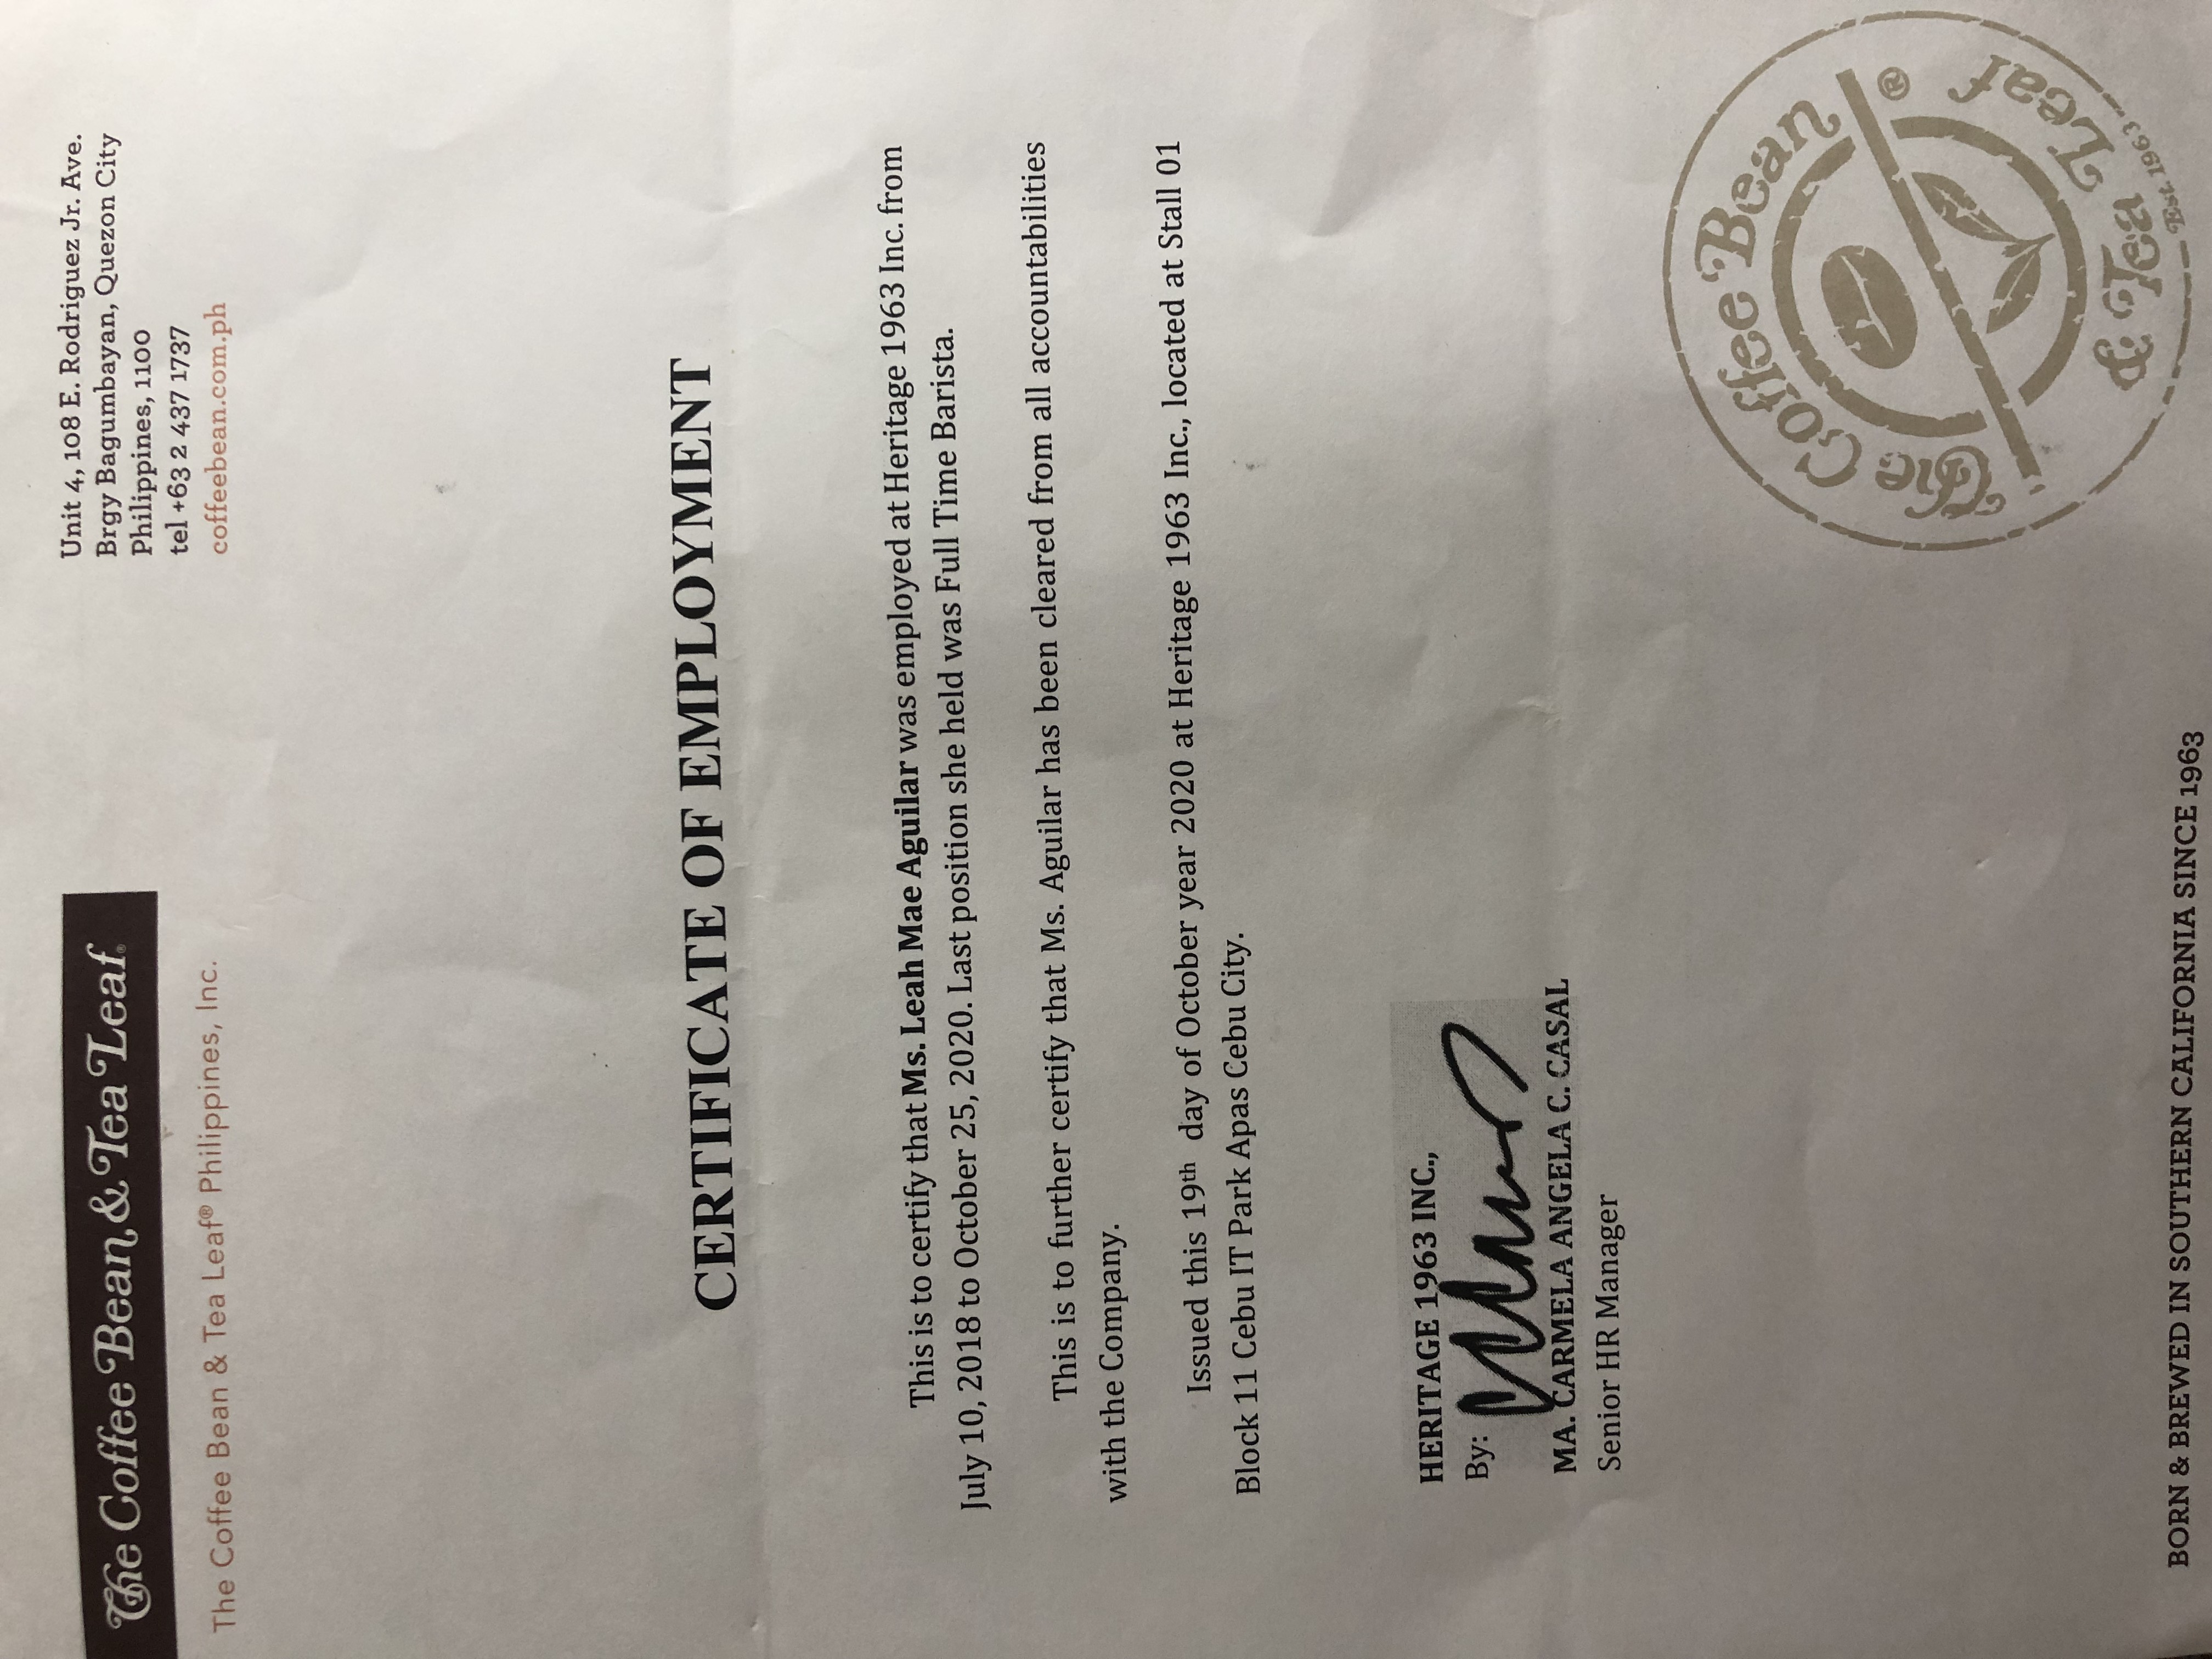 The Coffee Bean & Tea Leaf®
The Coffee Bean & Tea Leaf® Philippines, Inc.
Unit 4, 108 E. Rodriguez Jr. Ave.
Brgy Bagumbayan, Quezon City
Philippines, 1100
tel +63 2 437 1737
coffeebean.com.ph
CERTIFICATE OF EMPLOYMENT
This is to certify that Ms. Leah Mae Aguilar was employed at Heritage 1963 Inc. from
July 10, 2018 to October 25, 2020. Last position she held was Full Time Barista.
This is to further certify that Ms. Aguilar has been cleared from all accountabilities
with the Company.
Issued this 19th day of October year 2020 at Heritage 1963 Inc., located at Stall 01
Block 11 Cebu IT Park Apas Cebu City.
HERITAGE 1963 INC.,
By:
MA. CARMELA ANGELA C. CASAL
Senior HR Manager
The Coffee Bean ®
& Tea Leaf
Est. 1963
BORN & BREWED IN SOUTHERN CALIFORNIA SINCE 1963